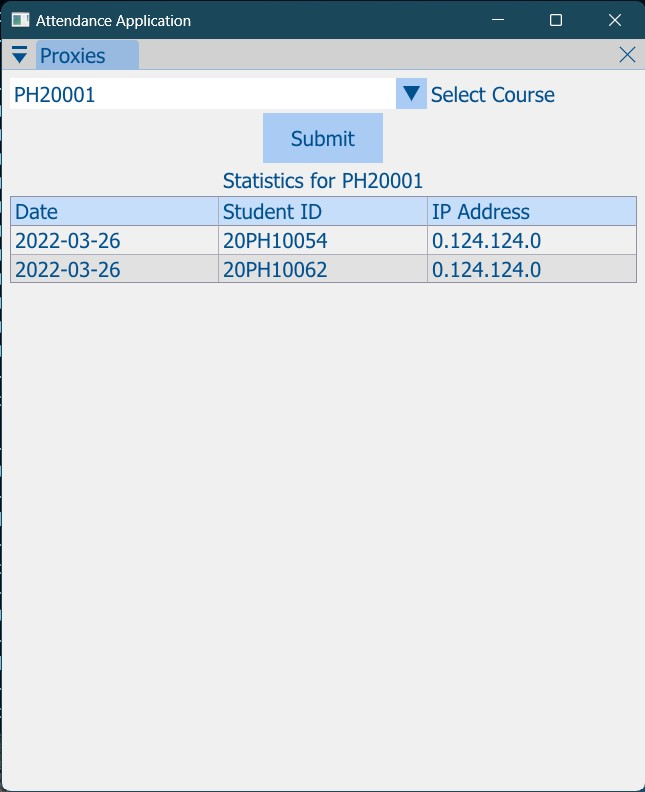 Attendance Application
Proxies
PH20001 Select Course
Submit
Statistics for PH20001
Date Student ID IP Address
2022-03-26 20PH10054 0.124.124.0
2022-03-26 20PH10062 0.124.124.0